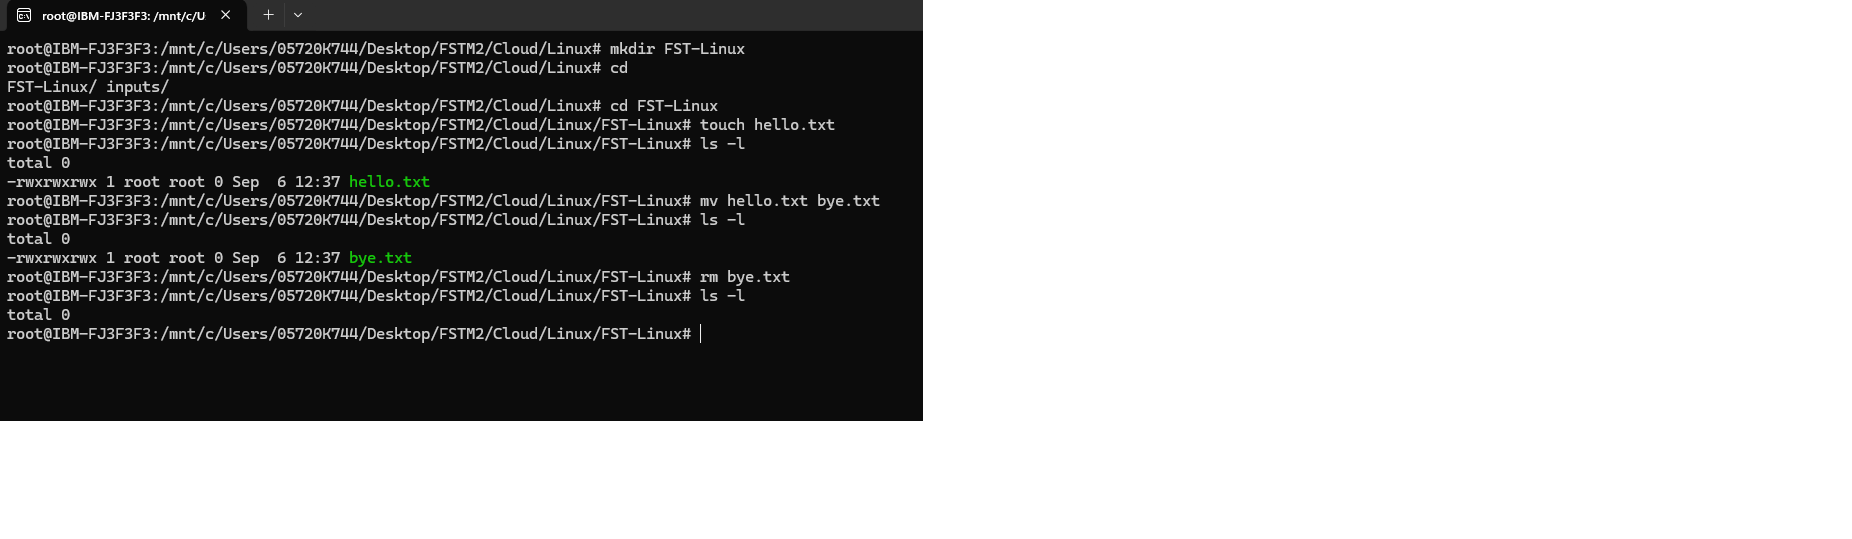 root@IBM-FJ3F3F3: /mnt/c/U
root@IBM-FJ3F3F3:/mnt/c/Users/05720K744/Desktop/FSTM2/Cloud/Linux# mkdir FST-Linux
root@IBM-FJ3F3F3:/mnt/c/Users/05720K744/Desktop/FSTM2/Cloud/Linux# cd
FST-Linux/ inputs/
root@IBM-FJ3F3F3:/mnt/c/Users/05720K744/Desktop/FSTM2/Cloud/Linux# cd FST-Linux
root@IBM-FJ3F3F3:/mnt/c/Users/05720K744/Desktop/FSTM2/Cloud/Linux/FST-Linux# touch hello.txt
root@IBM-FJ3F3F3:/mnt/c/Users/05720K744/Desktop/FSTM2/Cloud/Linux/FST-Linux# ls -l
total 0
-rwxrwxrwx 1 root root 0 Sep  6 12:37 hello.txt
root@IBM-FJ3F3F3:/mnt/c/Users/05720K744/Desktop/FSTM2/Cloud/Linux/FST-Linux# mv hello.txt bye.txt
root@IBM-FJ3F3F3:/mnt/c/Users/05720K744/Desktop/FSTM2/Cloud/Linux/FST-Linux# ls -l
total 0
-rwxrwxrwx 1 root root 0 Sep  6 12:37 bye.txt
root@IBM-FJ3F3F3:/mnt/c/Users/05720K744/Desktop/FSTM2/Cloud/Linux/FST-Linux# rm bye.txt
root@IBM-FJ3F3F3:/mnt/c/Users/05720K744/Desktop/FSTM2/Cloud/Linux/FST-Linux# ls -l
total 0
root@IBM-FJ3F3F3:/mnt/c/Users/05720K744/Desktop/FSTM2/Cloud/Linux/FST-Linux#